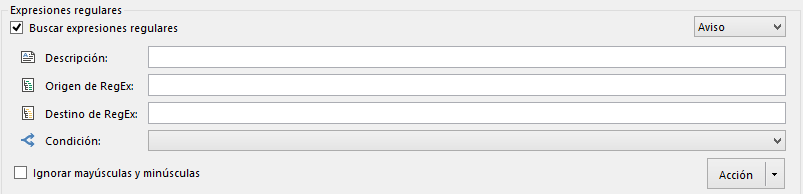 Expresiones regulares
Buscar expresiones regulares
Aviso
Descripción:
Origen de RegEx:
Destino de RegEx:
Condición:
Ignorar mayúsculas y minúsculas
Acción